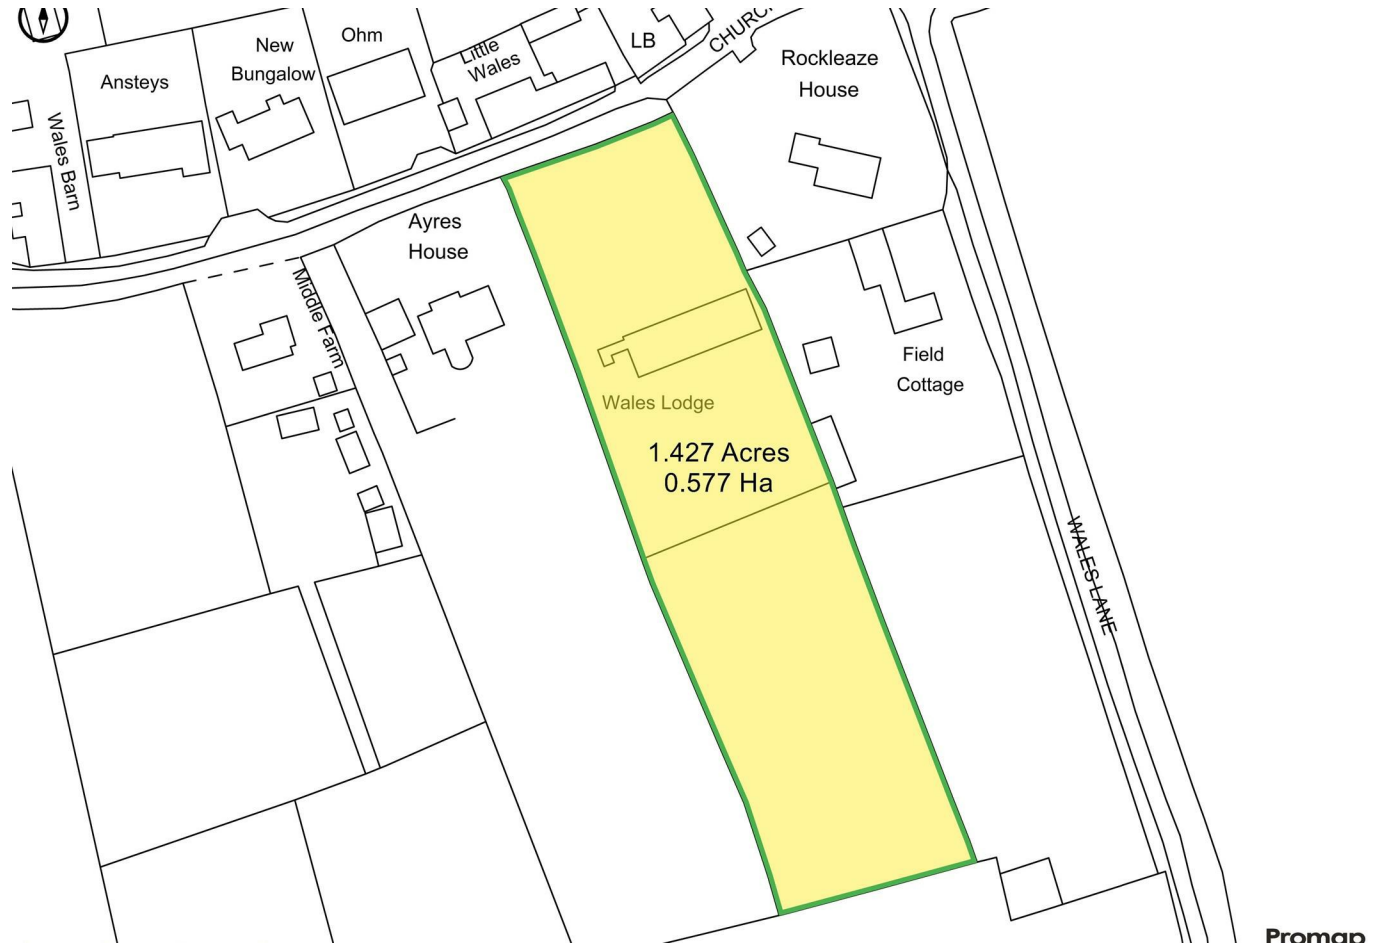 Ohm
New
Bungalow
Ansteys
Little
Wales
LB
Rockleaze
House
Wales Barn
Ayres
House
Middle Farm
Field
Cottage
Wales Lodge
1.427 Acres
0.577 Ha
WALES LANE
Promap